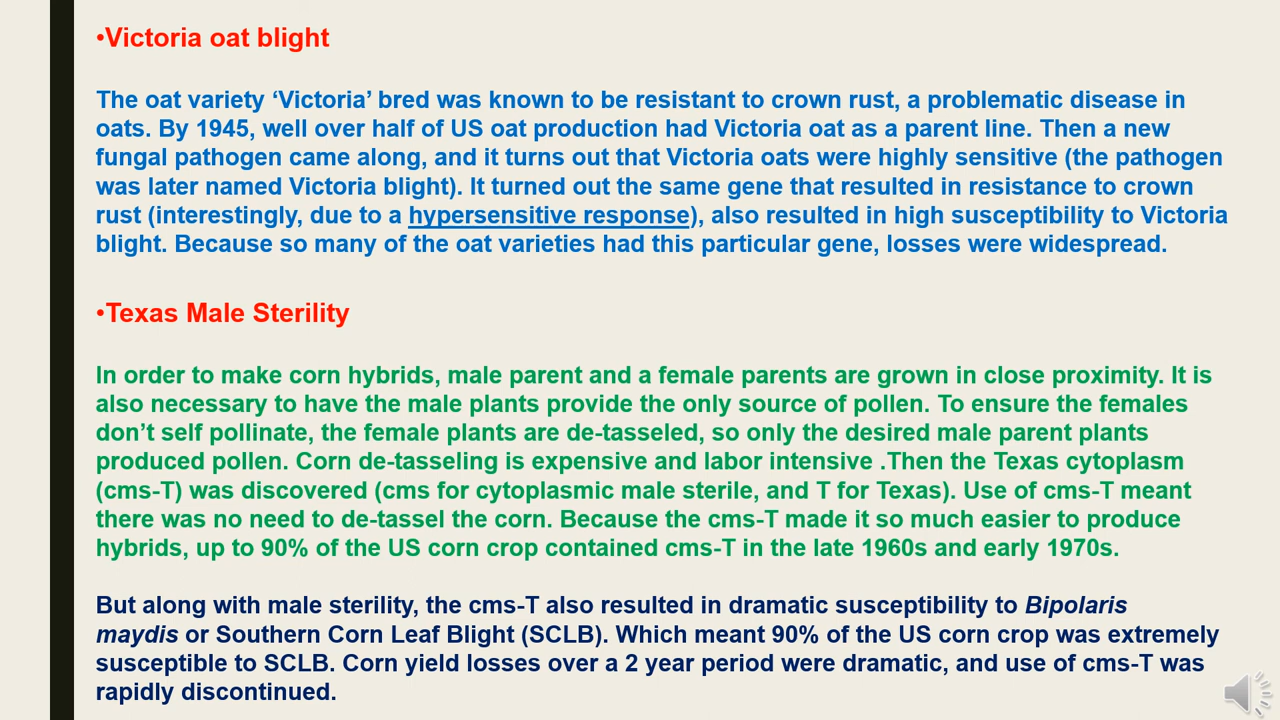 •Victoria oat blight
The oat variety ‘Victoria’ bred was known to be resistant to crown rust, a problematic disease in
oats. By 1945, well over half of US oat production had Victoria oat as a parent line. Then a new
fungal pathogen came along, and it turns out that Victoria oats were highly sensitive (the pathogen
was later named Victoria blight). It turned out the same gene that resulted in resistance to crown
rust (interestingly, due to a hypersensitive response), also resulted in high susceptibility to Victoria
blight. Because so many of the oat varieties had this particular gene, losses were widespread.
•Texas Male Sterility
In order to make corn hybrids, male parent and a female parents are grown in close proximity. It is
also necessary to have the male plants provide the only source of pollen. To ensure the females
don’t self pollinate, the female plants are de-tasseled, so only the desired male parent plants
produced pollen. Corn de-tasseling is expensive and labor intensive .Then the Texas cytoplasm
(cms-T) was discovered (cms for cytoplasmic male sterile, and T for Texas). Use of cms-T meant
there was no need to de-tassel the corn. Because the cms-T made it so much easier to produce
hybrids, up to 90% of the US corn crop contained cms-T in the late 1960s and early 1970s.
But along with male sterility, the cms-T also resulted in dramatic susceptibility to Bipolaris
maydis or Southern Corn Leaf Blight (SCLB). Which meant 90% of the US corn crop was extremely
susceptible to SCLB. Corn yield losses over a 2 year period were dramatic, and use of cms-T was
rapidly discontinued.